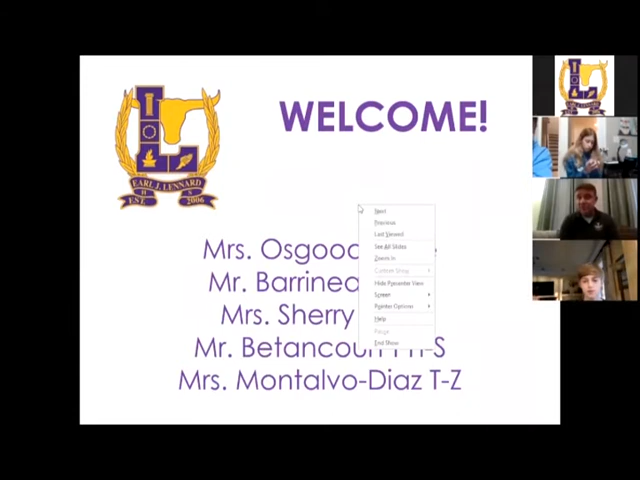 WELCOME!
EARL J. LENNARD
H S
EST. 2006
Mrs. Osgood
Mr. Barrinea
Mrs. Sherry
Mr. Betancourt
-S
Mrs. Montalvo-Diaz T-Z
Next
Previous
Last Viewed
See All Slides
Zoom In
Custom Show
Hide Presenter View
Screen
Pointer Options
Help
Pause
End Show